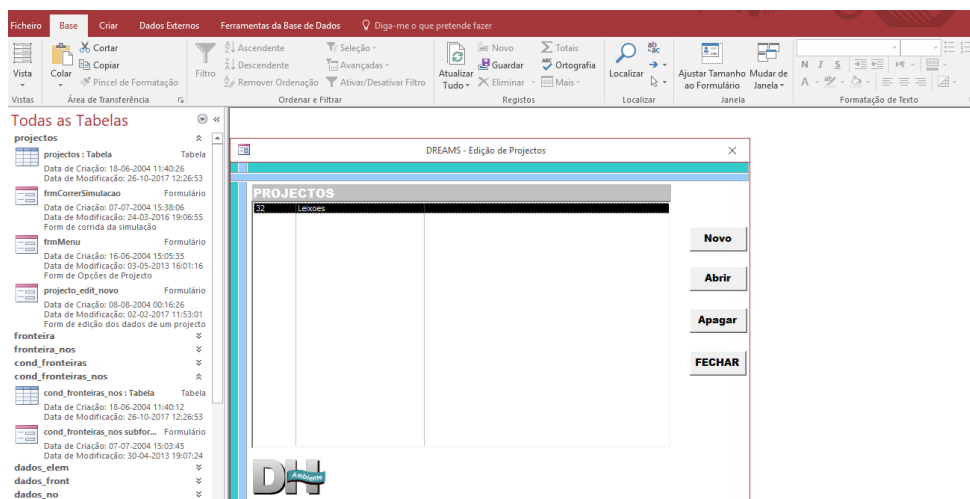 Ficheiro Base Criar Dados Externos Ferramentas da Base de Dados Diga-me o que pretende fazer
Vista
Vistas
Colar
Cortar
Copiar
Pincel de Formatação
Área de Transferência
Filtro
Ascendente
Descendente
Remover Ordenação
Seleção
Avançadas
Ativar/Desativar Filtro
Ordenar e Filtrar
Atualizar
Tudo
Novo
Guardar
Eliminar
Totais
Ortografia
Mais
Registos
Localizar
Localizar
Ajustar Tamanho
ao Formulário
Mudar de
Janela
Janela
N I S
A
Formatação de Texto
Todas as Tabelas
projectos
projectos : Tabela Tabela
Data de Criação: 18-06-2004 11:40:26
Data de Modificação: 26-10-2017 12:26:53
frmCorrerSimulacao Formulário
Data de Criação: 07-07-2004 15:38:06
Data de Modificação: 24-03-2016 19:06:55
Form de corrida da simulação
frmMenu Formulário
Data de Criação: 16-06-2004 15:05:35
Data de Modificação: 03-05-2013 16:01:16
Form de Opções de Projecto
projecto_edit_novo Formulário
Data de Criação: 08-08-2004 00:16:26
Data de Modificação: 02-02-2017 11:53:01
Form de edição dos dados de um projecto
fronteira
fronteira_nos
cond_fronteiras
cond_fronteiras_nos
cond_fronteiras_nos : Tabela Tabela
Data de Criação: 18-06-2004 11:40:12
Data de Modificação: 26-10-2017 12:26:53
cond_fronteiras_nos subfor... Formulário
Data de Criação: 07-07-2004 15:03:45
Data de Modificação: 30-04-2013 19:07:24
dados_elem
dados_front
dados_no
DREAMS - Edição de Projectos
PROJECTOS
32 Leixoes
Novo
Abrir
Apagar
FECHAR
DH
Ambiente